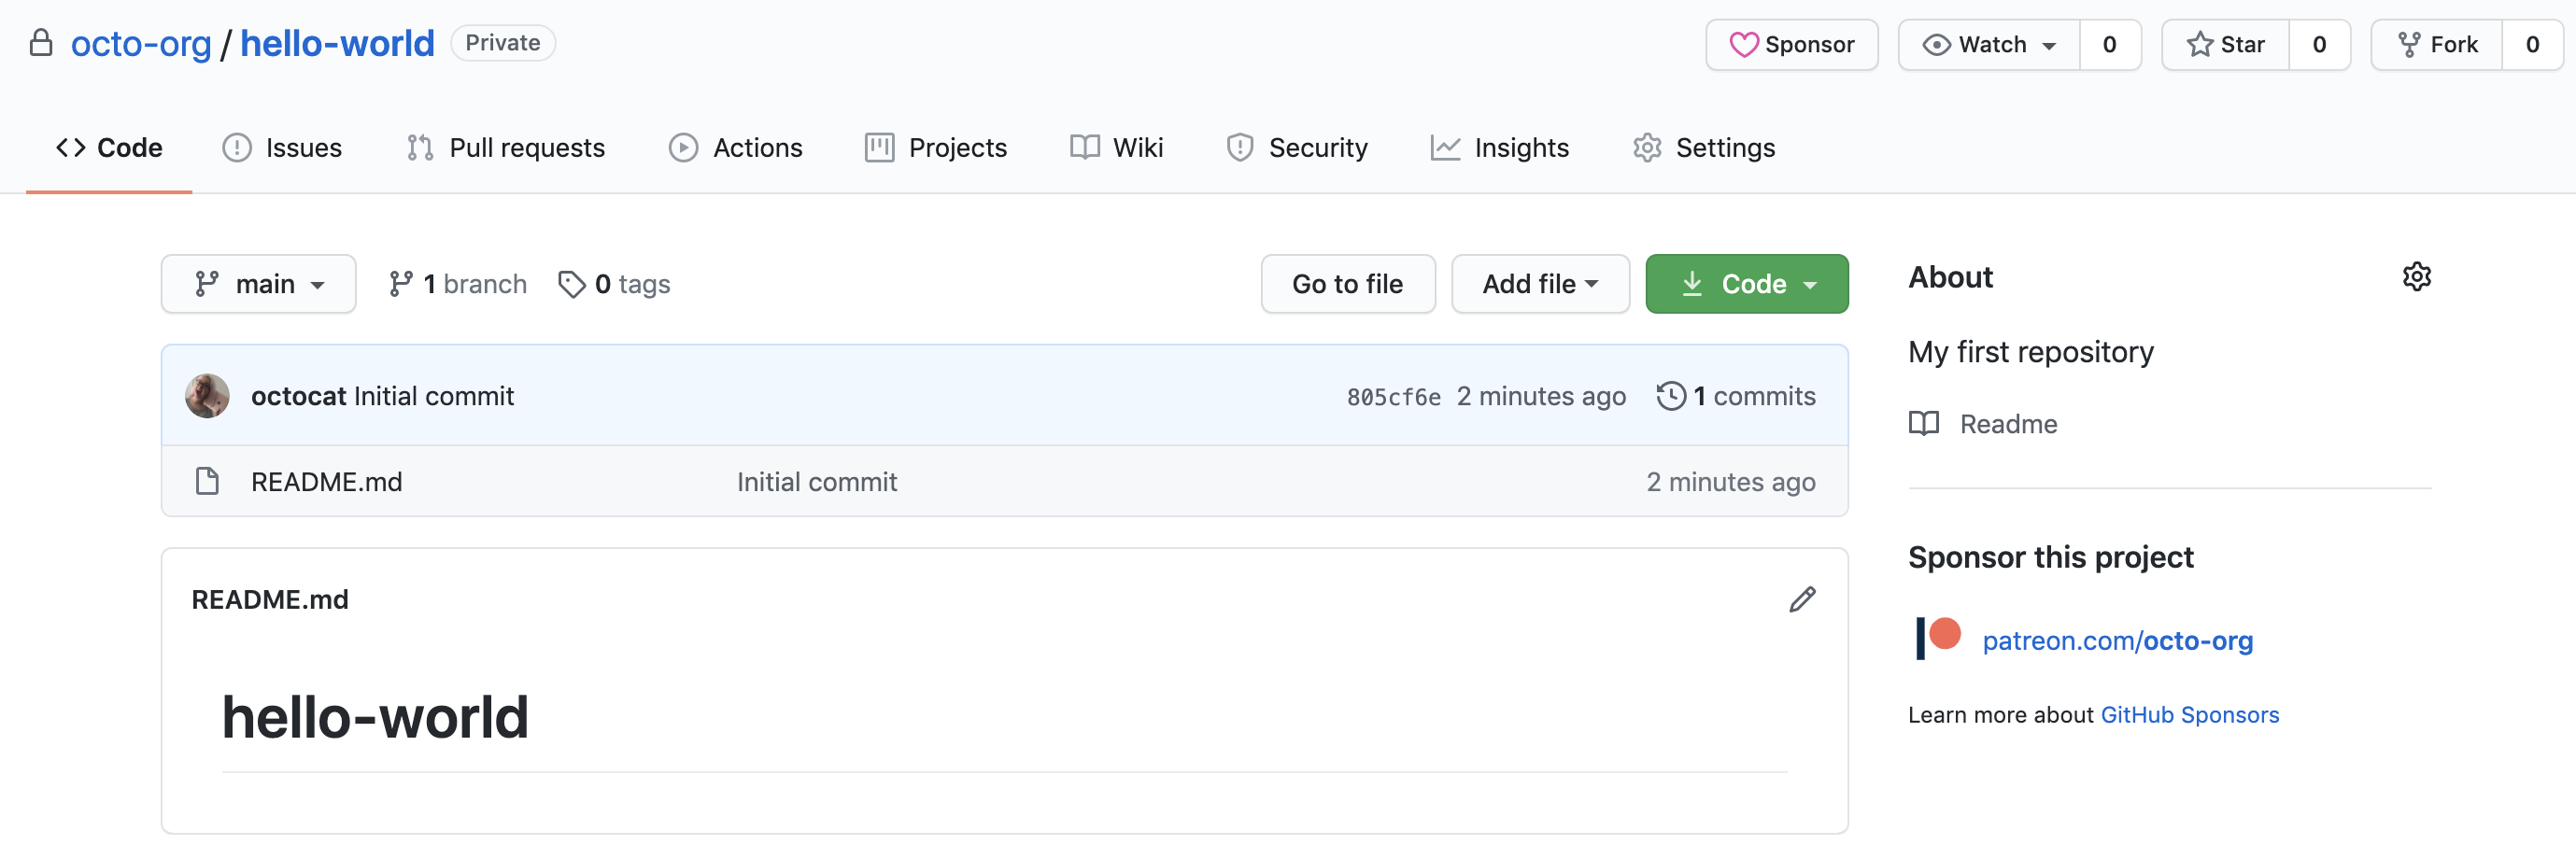 octo-org / hello-world Private Sponsor Watch 0 Star 0 Fork 0
Code Issues Pull requests Actions Projects Wiki Security Insights Settings
main 1 branch 0 tags Go to file Add file Code
octocat Initial commit 805cf6e 2 minutes ago 1 commits
README.md Initial commit 2 minutes ago
README.md
hello-world
About
My first repository
Readme
Sponsor this project
patreon.com/octo-org
Learn more about GitHub Sponsors